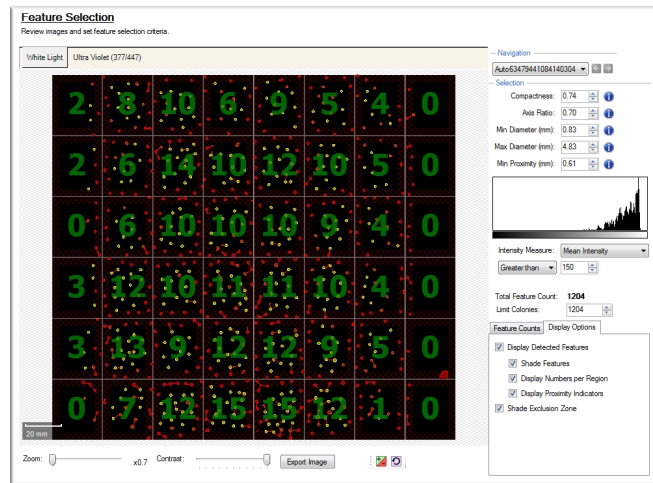 Feature Selection
Review images and set feature selection criteria.
White Light Ultra Violet (377/447)
Navigation
Auto634794410841403​04
Selection
Compactness: 0.74
Axis Ratio: 0.70
Min Diameter (mm): 0.83
Max Diameter (mm): 4.83
Min Proximity (mm): 0.61
Intensity Measure: Mean Intensity
Greater than 150
Total Feature Count: 1204
Limit Colonies: 1204
Feature Counts Display Options
Display Detected Features
Shade Features
Display Numbers per Region
Display Proximity Indicators
Shade Exclusion Zone
2 8 10 6 9 5 4 0
2 6 14 10 12 10 5 0
0 6 10 10 10 9 4 0
3 12 10 11 11 10 4 0
3 13 9 12 12 9 5 0
0 7 12 15 15 12 1 0
20 mm
Zoom: x0.7 Contrast: Export Image